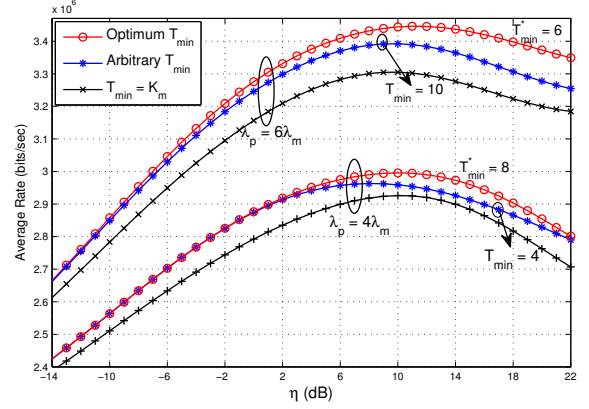 x 10^6
Optimum T_min
Arbitrary T_min
T_min = K_m
T*_min = 6
T_min = 10
λ_p = 6λ_m
T*_min = 8
λ_p = 4λ_m
T_min = 4
Average Rate (bits/sec)
3.4
3.3
3.2
3.1
3
2.9
2.8
2.7
2.6
2.5
2.4
−14 −10 −6 −2 2 6 10 14 18 22
η (dB)